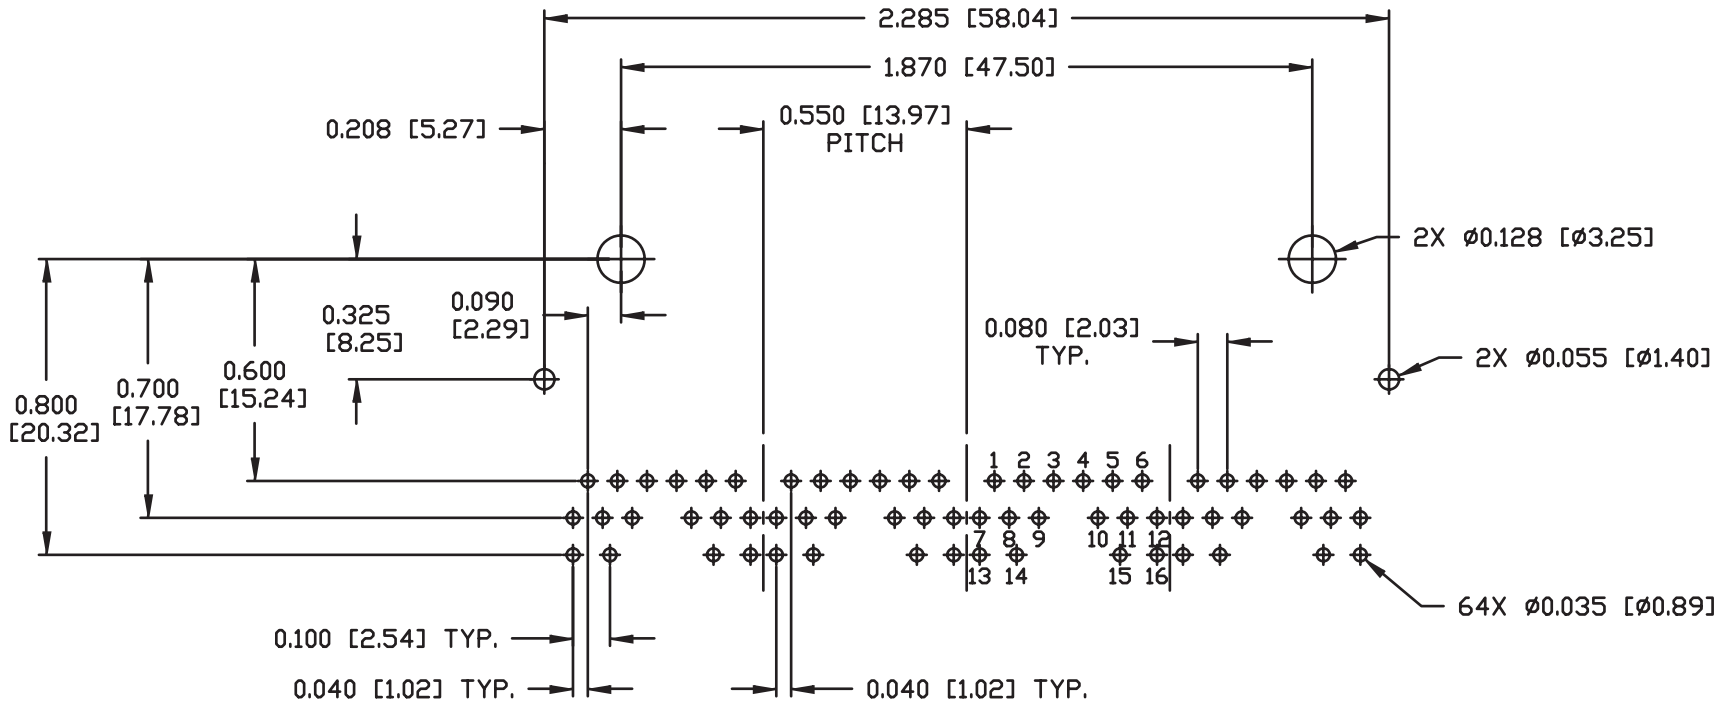 2.285 [58.04]
1.870 [47.50]
0.550 [13.97]
PITCH
0.208 [5.27]
2X ø0.128 [ø3.25]
0.090
[2.29]
0.325
[8.25]
0.080 [2.03]
TYP.
2X ø0.055 [ø1.40]
0.600
[15.24]
0.700
[17.78]
0.800
[20.32]
1 2 3 4 5 6
7 8 9 10 11 12
13 14 15 16
64X ø0.035 [ø0.89]
0.100 [2.54] TYP.
0.040 [1.02] TYP.
0.040 [1.02] TYP.